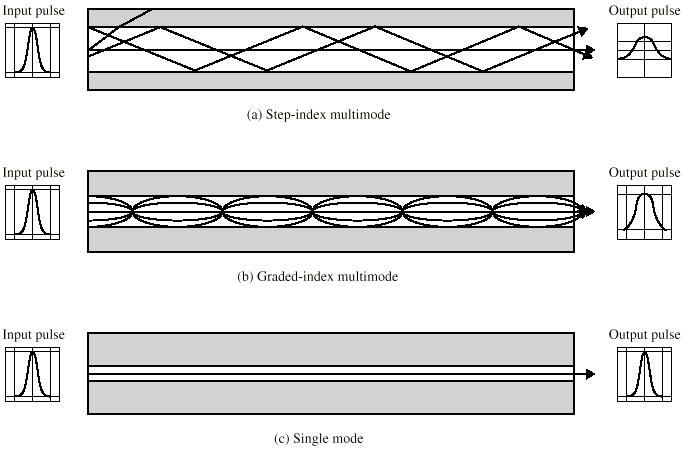 Input pulse
Output pulse
(a) Step-index multimode
Input pulse
Output pulse
(b) Graded-index multimode
Input pulse
Output pulse
(c) Single mode